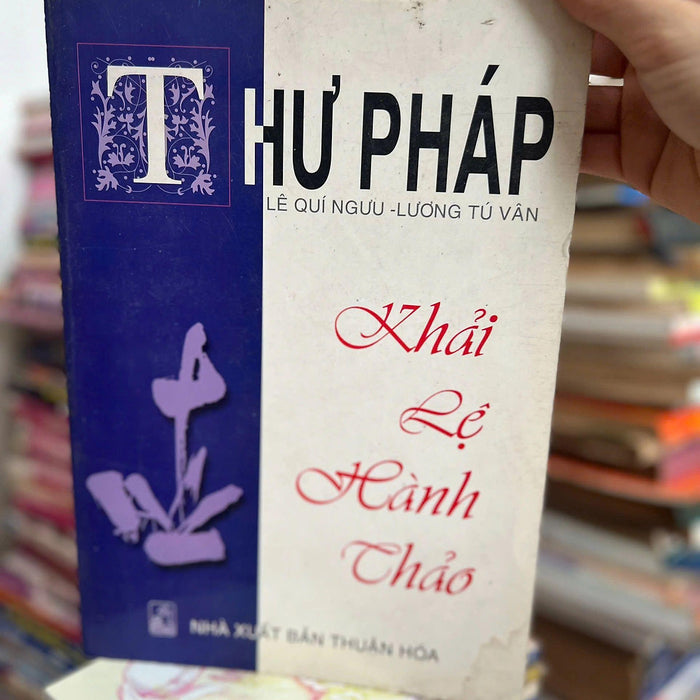 THƯ PHÁP
LÊ QUÍ NGƯU -LƯƠNG TÚ VÂN
Khải
Lệ
Hành
Thảo
NHÀ XUẤT BẢN THUẬN HÓA